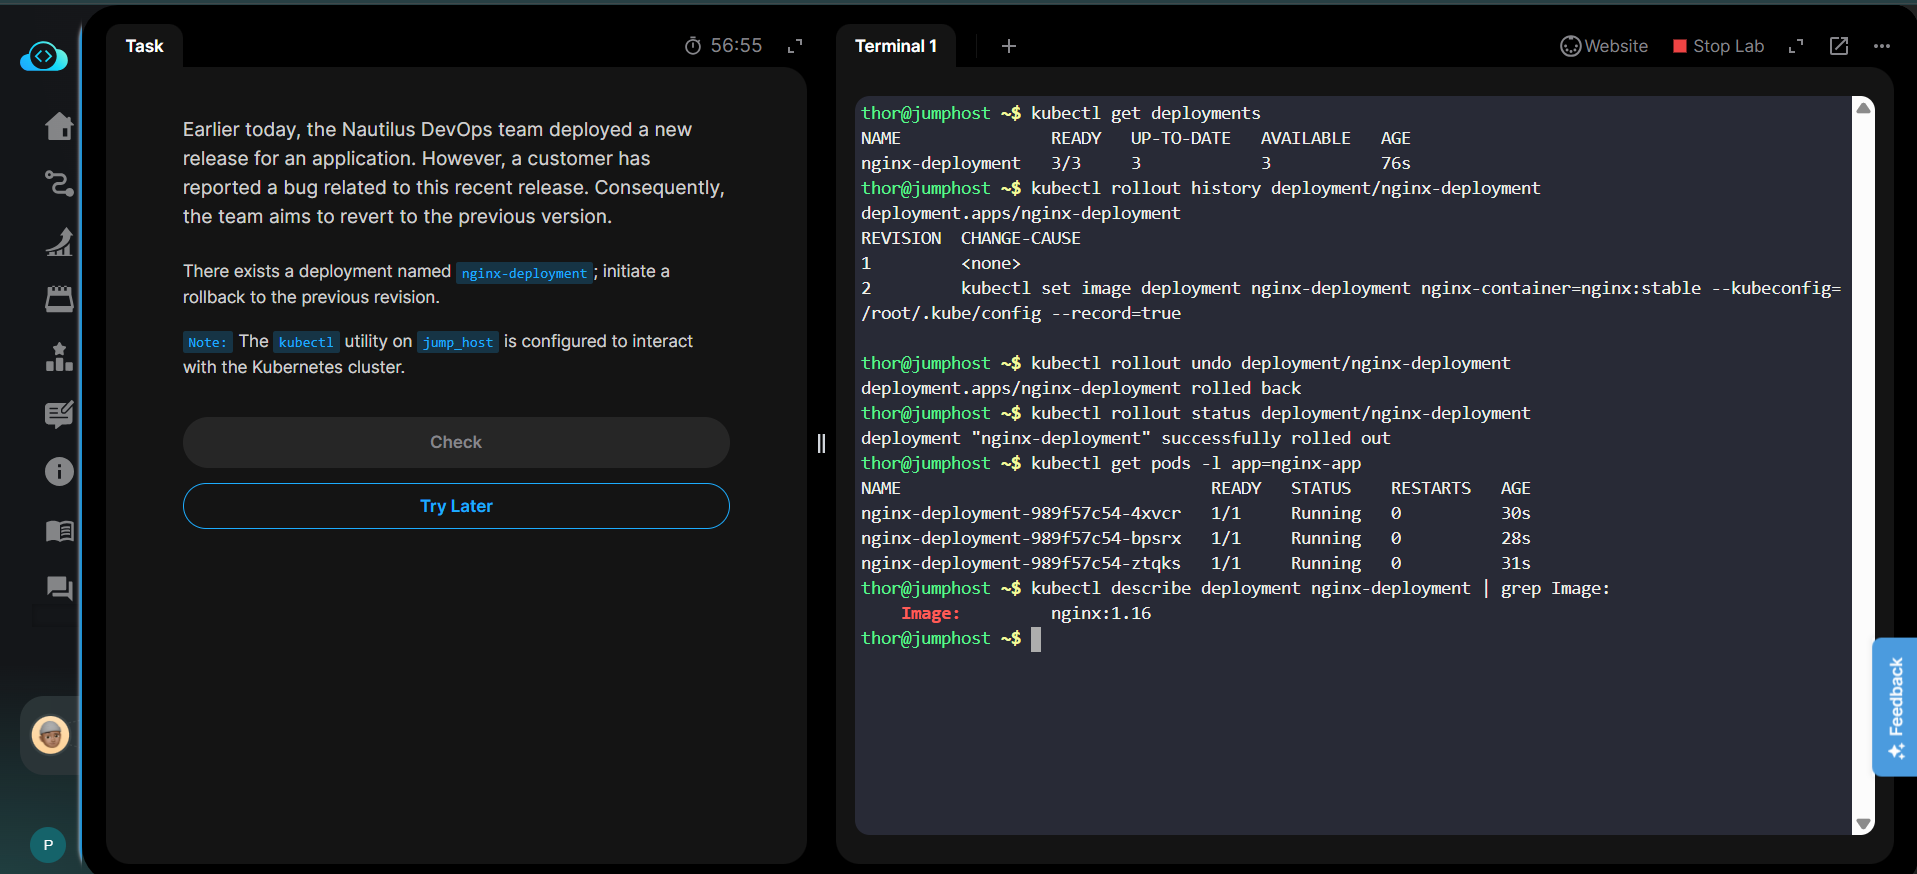 Task
56:55
Earlier today, the Nautilus DevOps team deployed a new
release for an application. However, a customer has
reported a bug related to this recent release. Consequently,
the team aims to revert to the previous version.
There exists a deployment named nginx-deployment; initiate a
rollback to the previous revision.
Note: The kubectl utility on jump_host is configured to interact
with the Kubernetes cluster.
Check
Try Later
P
Terminal 1
Website
Stop Lab
thor@jumphost ~$ kubectl get deployments
NAME READY UP-TO-DATE AVAILABLE AGE
nginx-deployment 3/3 3 3 76s
thor@jumphost ~$ kubectl rollout history deployment/nginx-deployment
deployment.apps/nginx-deployment
REVISION CHANGE-CAUSE
1 <none>
2 kubectl set image deployment nginx-deployment nginx-container=nginx:stable --kubeconfig=
/root/.kube/config --record=true
thor@jumphost ~$ kubectl rollout undo deployment/nginx-deployment
deployment.apps/nginx-deployment rolled back
thor@jumphost ~$ kubectl rollout status deployment/nginx-deployment
deployment "nginx-deployment" successfully rolled out
thor@jumphost ~$ kubectl get pods -l app=nginx-app
NAME READY STATUS RESTARTS AGE
nginx-deployment-989f57c54-4xvcr 1/1 Running 0 30s
nginx-deployment-989f57c54-bpsrx 1/1 Running 0 28s
nginx-deployment-989f57c54-ztqks 1/1 Running 0 31s
thor@jumphost ~$ kubectl describe deployment nginx-deployment | grep Image:
Image: nginx:1.16
thor@jumphost ~$
Feedback